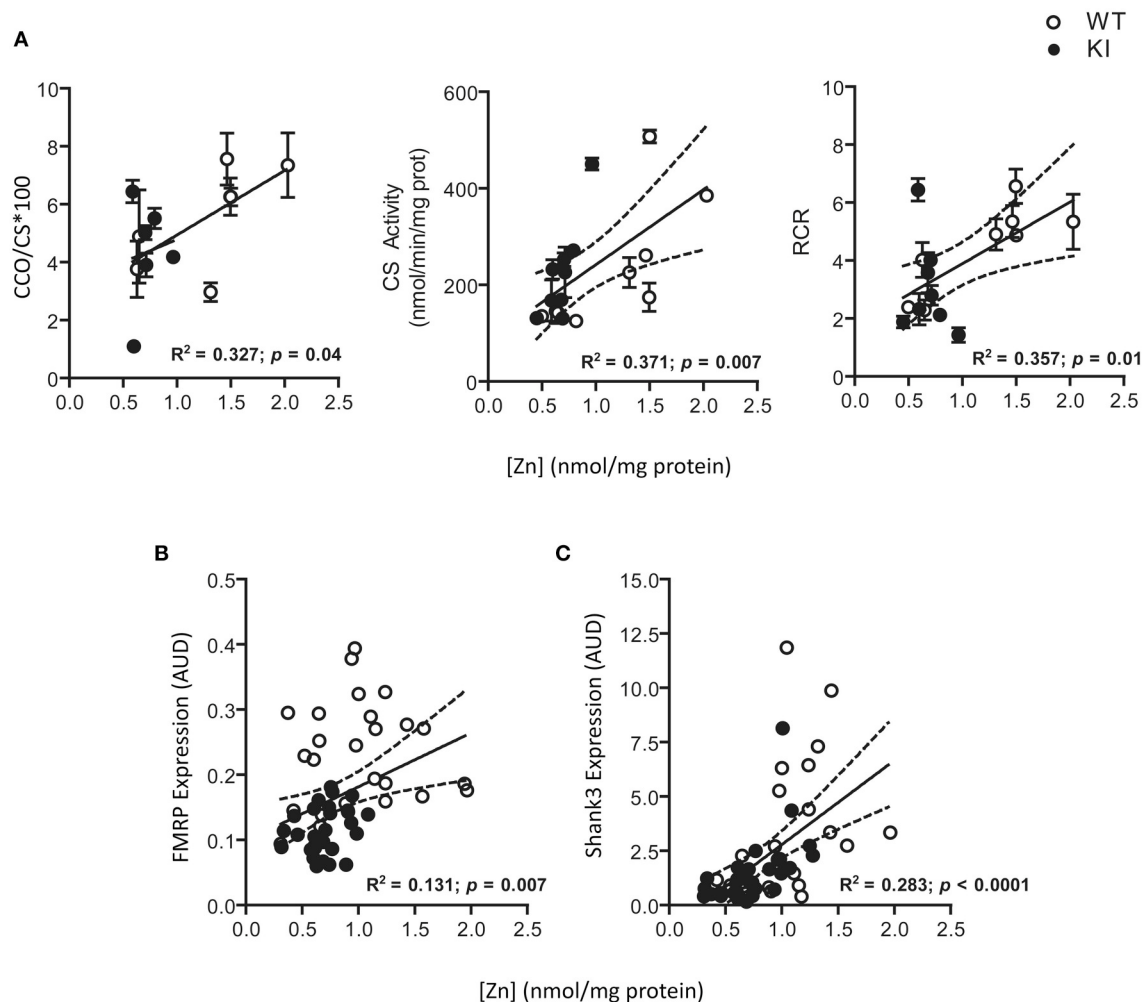 WT
KI
A
CCO/CS*100
10
8
6
4
2
0
0.0 0.5 1.0 1.5 2.0 2.5
R² = 0.327; p = 0.04
CS Activity
(nmol/min/mg prot)
600
400
200
0
0.0 0.5 1.0 1.5 2.0 2.5
R² = 0.371; p = 0.007
RCR
10
8
6
4
2
0
0.0 0.5 1.0 1.5 2.0 2.5
R² = 0.357; p = 0.01
[Zn] (nmol/mg protein)
B
FMRP Expression (AUD)
0.5
0.4
0.3
0.2
0.1
0.0
0.0 0.5 1.0 1.5 2.0 2.5
R² = 0.131; p = 0.007
C
Shank3 Expression (AUD)
15.0
12.5
10.0
7.5
5.0
2.5
0.0
0.0 0.5 1.0 1.5 2.0 2.5
R² = 0.283; p < 0.0001
[Zn] (nmol/mg protein)